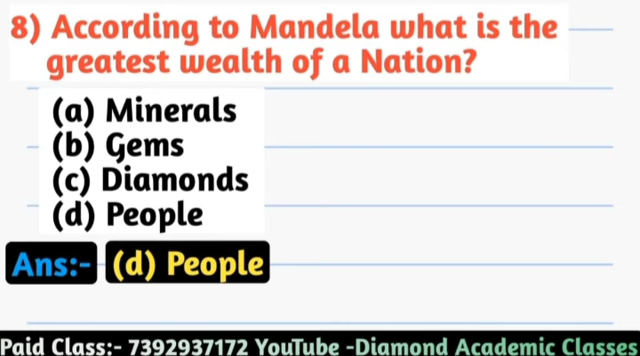 8) According to Mandela what is the
greatest wealth of a Nation?
(a) Minerals
(b) Gems
(c) Diamonds
(d) People
Ans:- (d) People
Paid Class:- 7392937172 YouTube -Diamond Academic Classes